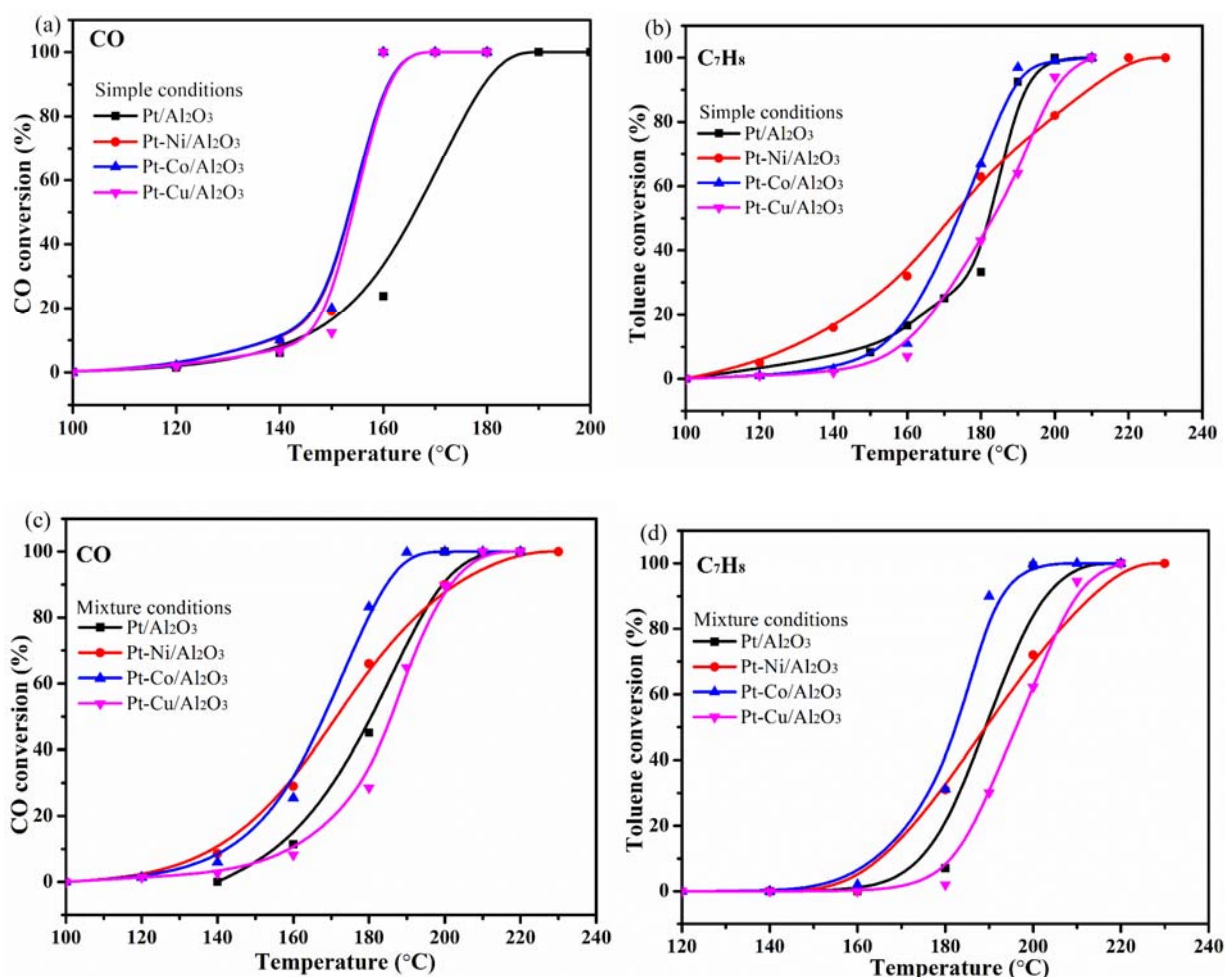 (a)
CO
Simple conditions
Pt/Al₂O₃
Pt-Ni/Al₂O₃
Pt-Co/Al₂O₃
Pt-Cu/Al₂O₃
CO conversion (%)
100
80
60
40
20
0
100 120 140 160 180 200
Temperature (°C)
(b)
C₇H₈
Simple conditions
Pt/Al₂O₃
Pt-Ni/Al₂O₃
Pt-Co/Al₂O₃
Pt-Cu/Al₂O₃
Toluene conversion (%)
100
80
60
40
20
0
100 120 140 160 180 200 220 240
Temperature (°C)
(c)
CO
Mixture conditions
Pt/Al₂O₃
Pt-Ni/Al₂O₃
Pt-Co/Al₂O₃
Pt-Cu/Al₂O₃
CO conversion (%)
100
80
60
40
20
0
100 120 140 160 180 200 220 240
Temperature (°C)
(d)
C₇H₈
Mixture conditions
Pt/Al₂O₃
Pt-Ni/Al₂O₃
Pt-Co/Al₂O₃
Pt-Cu/Al₂O₃
Toluene conversion (%)
100
80
60
40
20
0
120 140 160 180 200 220 240
Temperature (°C)